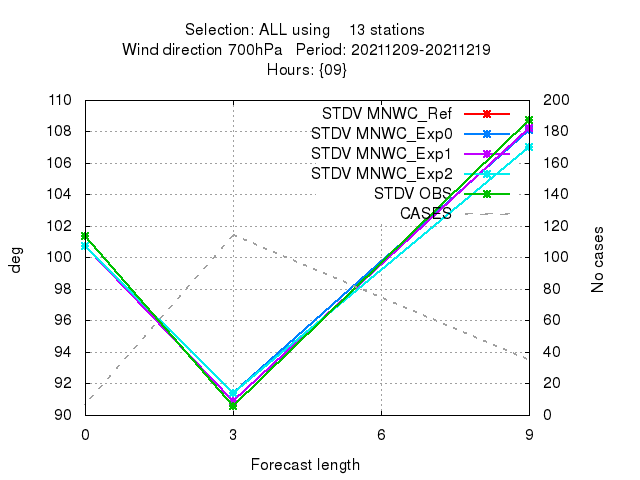 Selection: ALL using    13 stations
Wind direction 700hPa   Period: 20211209-20211219
Hours: {09}
110
108
106
104
102
100
98
96
94
92
90
200
180
160
140
120
100
80
60
40
20
0
STDV MNWC_Ref
STDV MNWC_Exp0
STDV MNWC_Exp1
STDV MNWC_Exp2
STDV OBS
CASES
deg
No cases
0
3
6
9
Forecast length